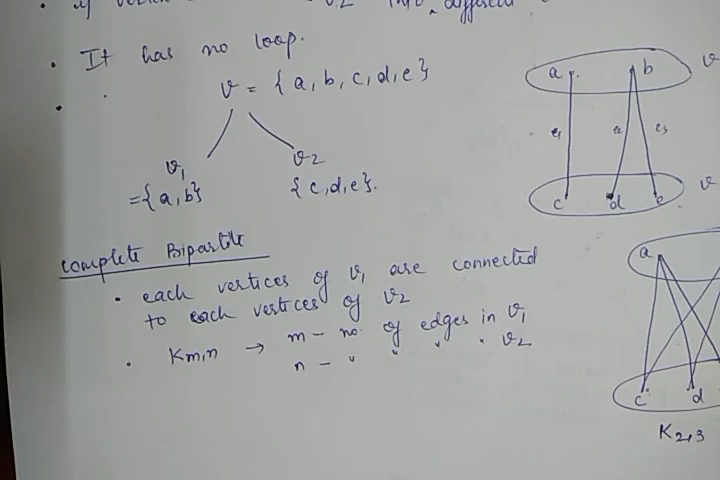 · It has no loop.
· . V = {a, b, c, d, e}
V1 V2
= {a, b} {c, d, e}.
complete Bipartite
· each vertices of V1 are connected
to each vertices of V2
· Km,n → m - no. of edges in V1
n - " " " " V2
a b V
e1 e2 e3
c d e V
a
c d
K2,3